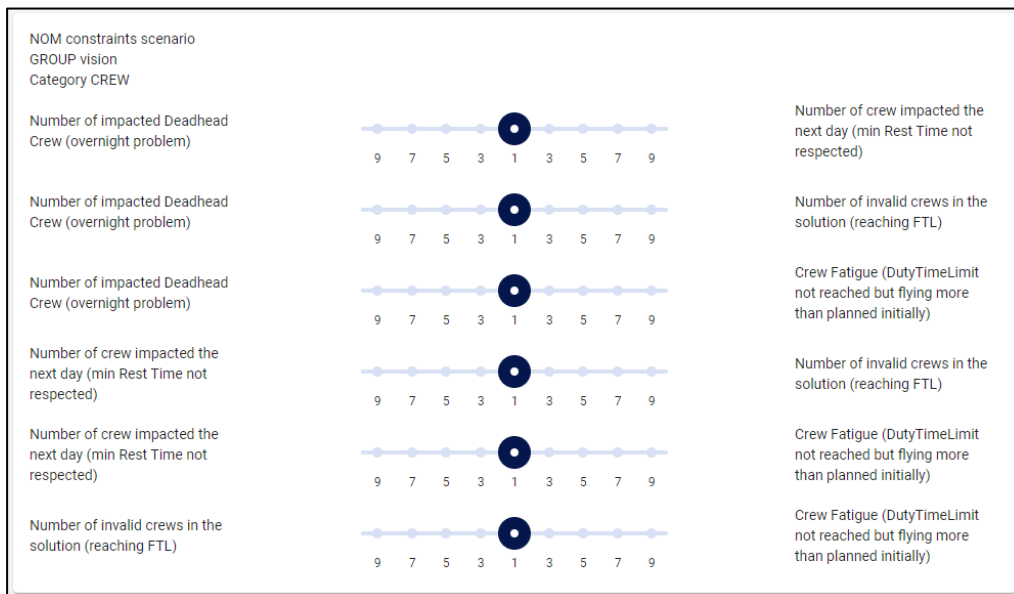 NOM constraints scenario
GROUP vision
Category CREW
Number of impacted Deadhead
Crew (overnight problem)
9 7 5 3 1 3 5 7 9
Number of crew impacted the
next day (min Rest Time not
respected)
Number of impacted Deadhead
Crew (overnight problem)
9 7 5 3 1 3 5 7 9
Number of invalid crews in the
solution (reaching FTL)
Number of impacted Deadhead
Crew (overnight problem)
9 7 5 3 1 3 5 7 9
Crew Fatigue (DutyTimeLimit
not reached but flying more
than planned initially)
Number of crew impacted the
next day (min Rest Time not
respected)
9 7 5 3 1 3 5 7 9
Number of invalid crews in the
solution (reaching FTL)
Number of crew impacted the
next day (min Rest Time not
respected)
9 7 5 3 1 3 5 7 9
Crew Fatigue (DutyTimeLimit
not reached but flying more
than planned initially)
Number of invalid crews in the
solution (reaching FTL)
9 7 5 3 1 3 5 7 9
Crew Fatigue (DutyTimeLimit
not reached but flying more
than planned initially)